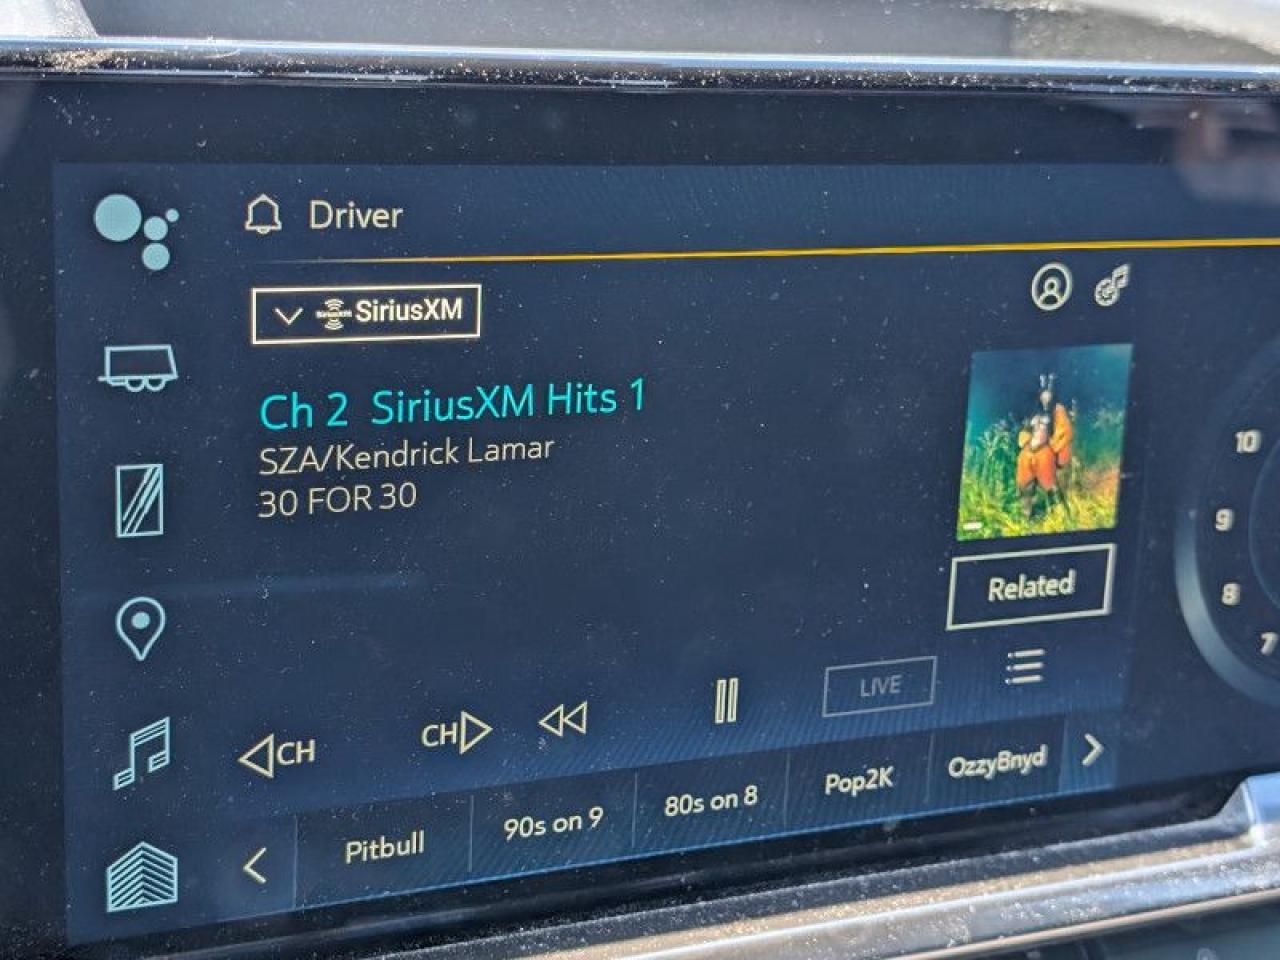 Driver
SiriusXM
Ch 2 SiriusXM Hits 1
SZA/Kendrick Lamar
30 FOR 30
Related
10
9
8
7
LIVE
CH
CH
Pitbull
90s on 9
80s on 8
Pop2K
OzzyBnyd